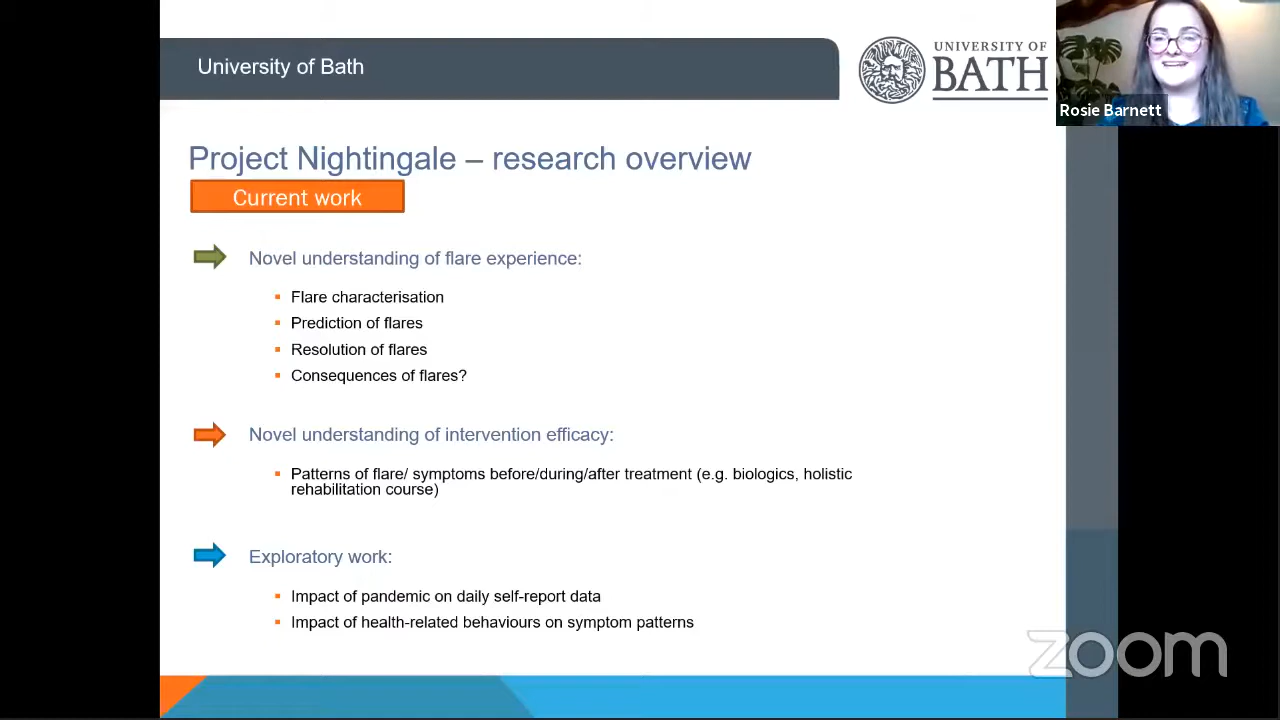 University of Bath
UNIVERSITY OF
BATH
Rosie Barnett
Project Nightingale – research overview
Current work
Novel understanding of flare experience:
▪ Flare characterisation
▪ Prediction of flares
▪ Resolution of flares
▪ Consequences of flares?
Novel understanding of intervention efficacy:
▪ Patterns of flare/ symptoms before/during/after treatment (e.g. biologics, holistic
rehabilitation course)
Exploratory work:
▪ Impact of pandemic on daily self-report data
▪ Impact of health-related behaviours on symptom patterns
zoom